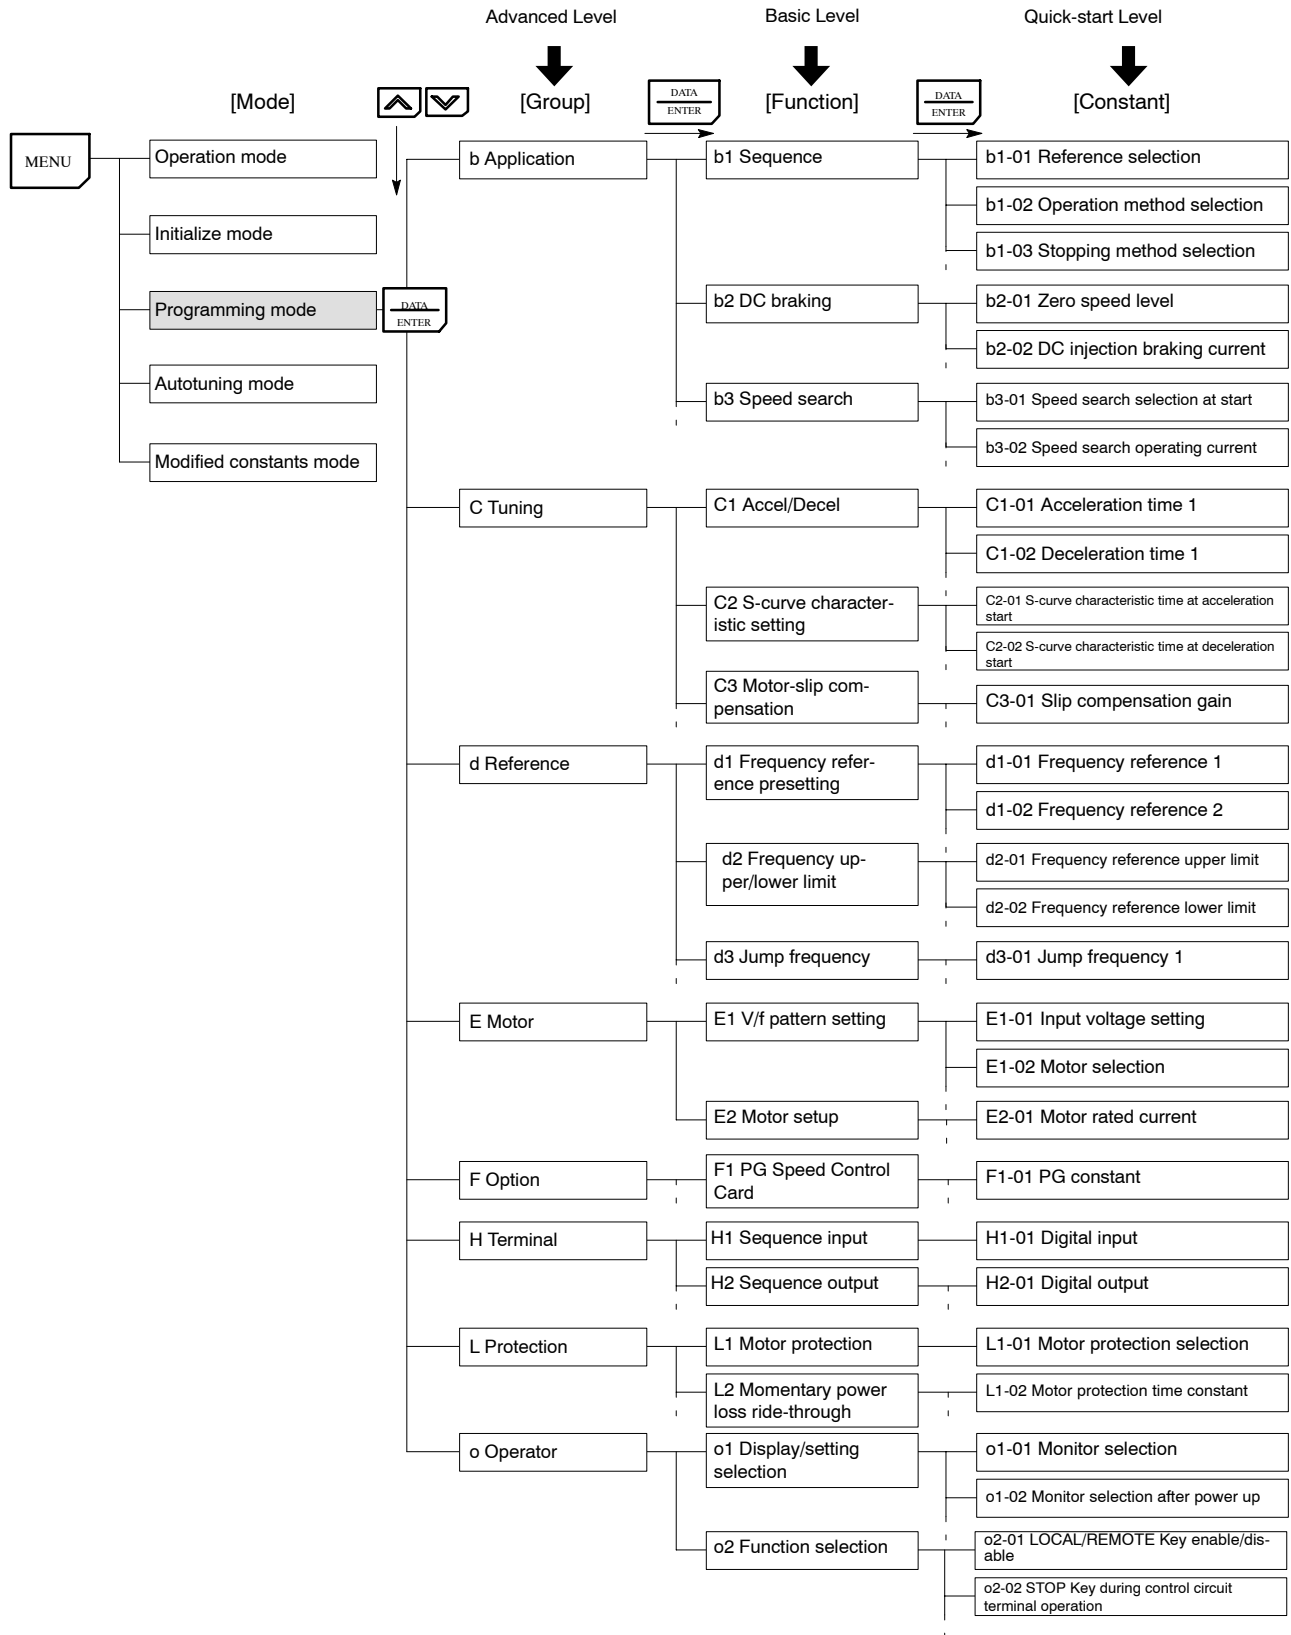 Advanced Level
Basic Level
Quick-start Level
[Mode]
[Group]
DATA
ENTER
[Function]
DATA
ENTER
[Constant]
MENU
Operation mode
b Application
b1 Sequence
b1-01 Reference selection
b1-02 Operation method selection
Initialize mode
b1-03 Stopping method selection
Programming mode
DATA
ENTER
b2 DC braking
b2-01 Zero speed level
b2-02 DC injection braking current
Autotuning mode
b3 Speed search
b3-01 Speed search selection at start
b3-02 Speed search operating current
Modified constants mode
C Tuning
C1 Accel/Decel
C1-01 Acceleration time 1
C1-02 Deceleration time 1
C2 S-curve character-
istic setting
C2-01 S-curve characteristic time at acceleration
start
C2-02 S-curve characteristic time at deceleration
start
C3 Motor-slip com-
pensation
C3-01 Slip compensation gain
d Reference
d1 Frequency refer-
ence presetting
d1-01 Frequency reference 1
d1-02 Frequency reference 2
d2 Frequency up-
per/lower limit
d2-01 Frequency reference upper limit
d2-02 Frequency reference lower limit
d3 Jump frequency
d3-01 Jump frequency 1
E Motor
E1 V/f pattern setting
E1-01 Input voltage setting
E1-02 Motor selection
E2 Motor setup
E2-01 Motor rated current
F Option
F1 PG Speed Control
Card
F1-01 PG constant
H Terminal
H1 Sequence input
H1-01 Digital input
H2 Sequence output
H2-01 Digital output
L Protection
L1 Motor protection
L1-01 Motor protection selection
L2 Momentary power
loss ride-through
L1-02 Motor protection time constant
o Operator
o1 Display/setting
selection
o1-01 Monitor selection
o1-02 Monitor selection after power up
o2 Function selection
o2-01 LOCAL/REMOTE Key enable/dis-
able
o2-02 STOP Key during control circuit
terminal operation